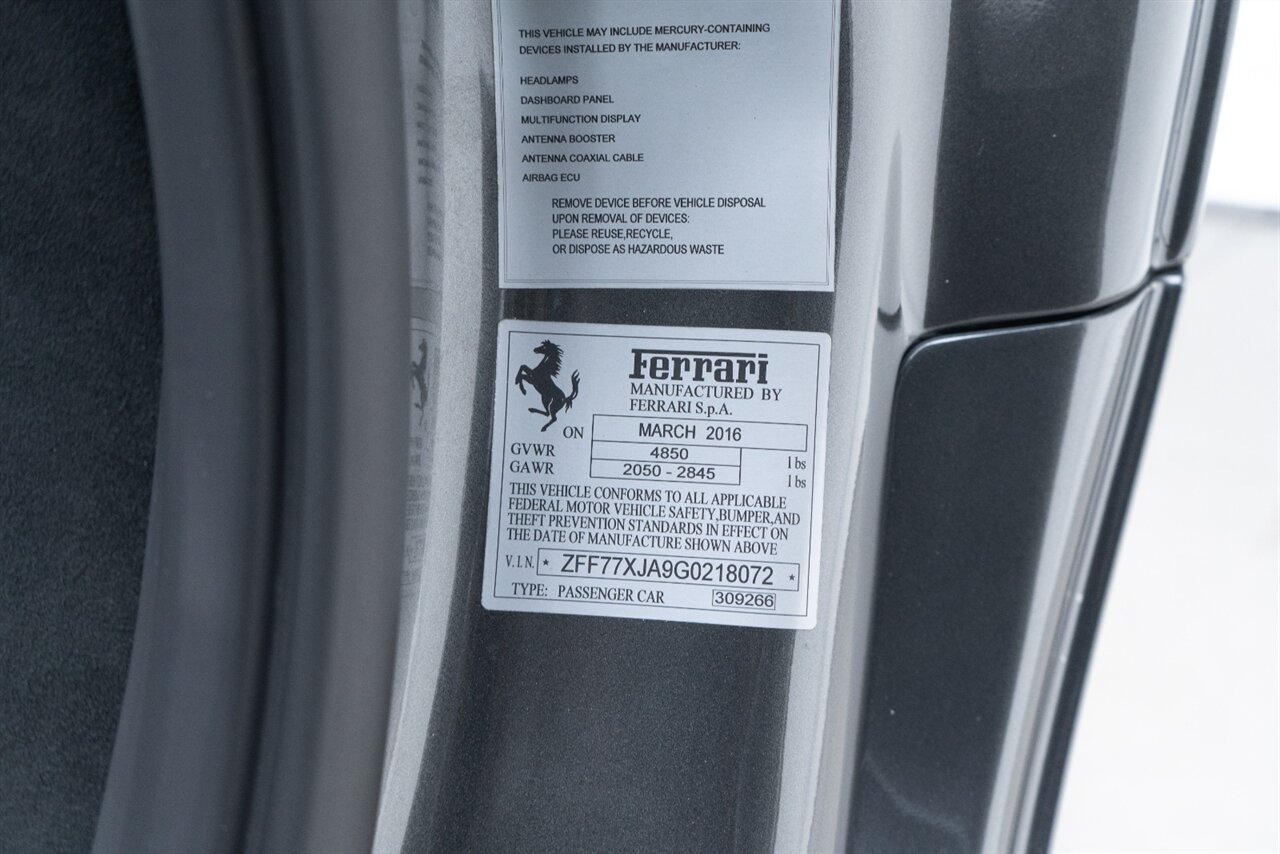 THIS VEHICLE MAY INCLUDE MERCURY-CONTAINING
DEVICES INSTALLED BY THE MANUFACTURER:
HEADLAMPS
DASHBOARD PANEL
MULTIFUNCTION DISPLAY
ANTENNA BOOSTER
ANTENNA COAXIAL CABLE
AIRBAG ECU
REMOVE DEVICE BEFORE VEHICLE DISPOSAL
UPON REMOVAL OF DEVICES:
PLEASE REUSE,RECYCLE,
OR DISPOSE AS HAZARDOUS WASTE
Ferrari
MANUFACTURED BY
FERRARI S.p.A.
ON MARCH 2016
GVWR 4850 lbs
GAWR 2050 - 2845 lbs
THIS VEHICLE CONFORMS TO ALL APPLICABLE
FEDERAL MOTOR VEHICLE SAFETY,BUMPER,AND
THEFT PREVENTION STANDARDS IN EFFECT ON
THE DATE OF MANUFACTURE SHOWN ABOVE
V.I.N. * ZFF77XJA9G0218072 *
TYPE: PASSENGER CAR 309266